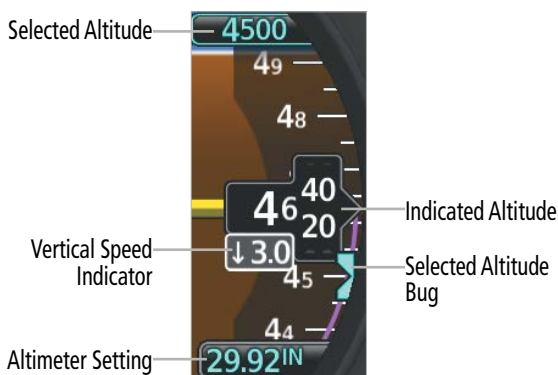 Selected Altitude
4500
49
48
46
40
20
Indicated Altitude
Vertical Speed
Indicator
↓3.0
45
Selected Altitude
Bug
44
Altimeter Setting
29.92IN